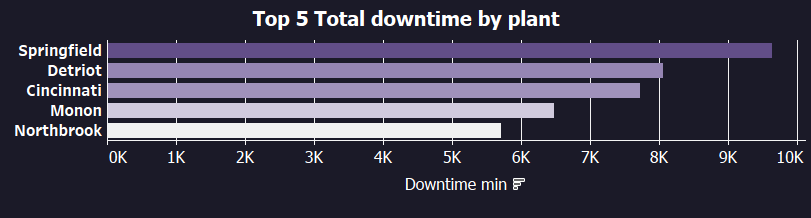 Top 5 Total downtime by plant
Springfield
Detriot
Cincinnati
Monon
Northbrook
0K 1K 2K 3K 4K 5K 6K 7K 8K 9K 10K
Downtime min